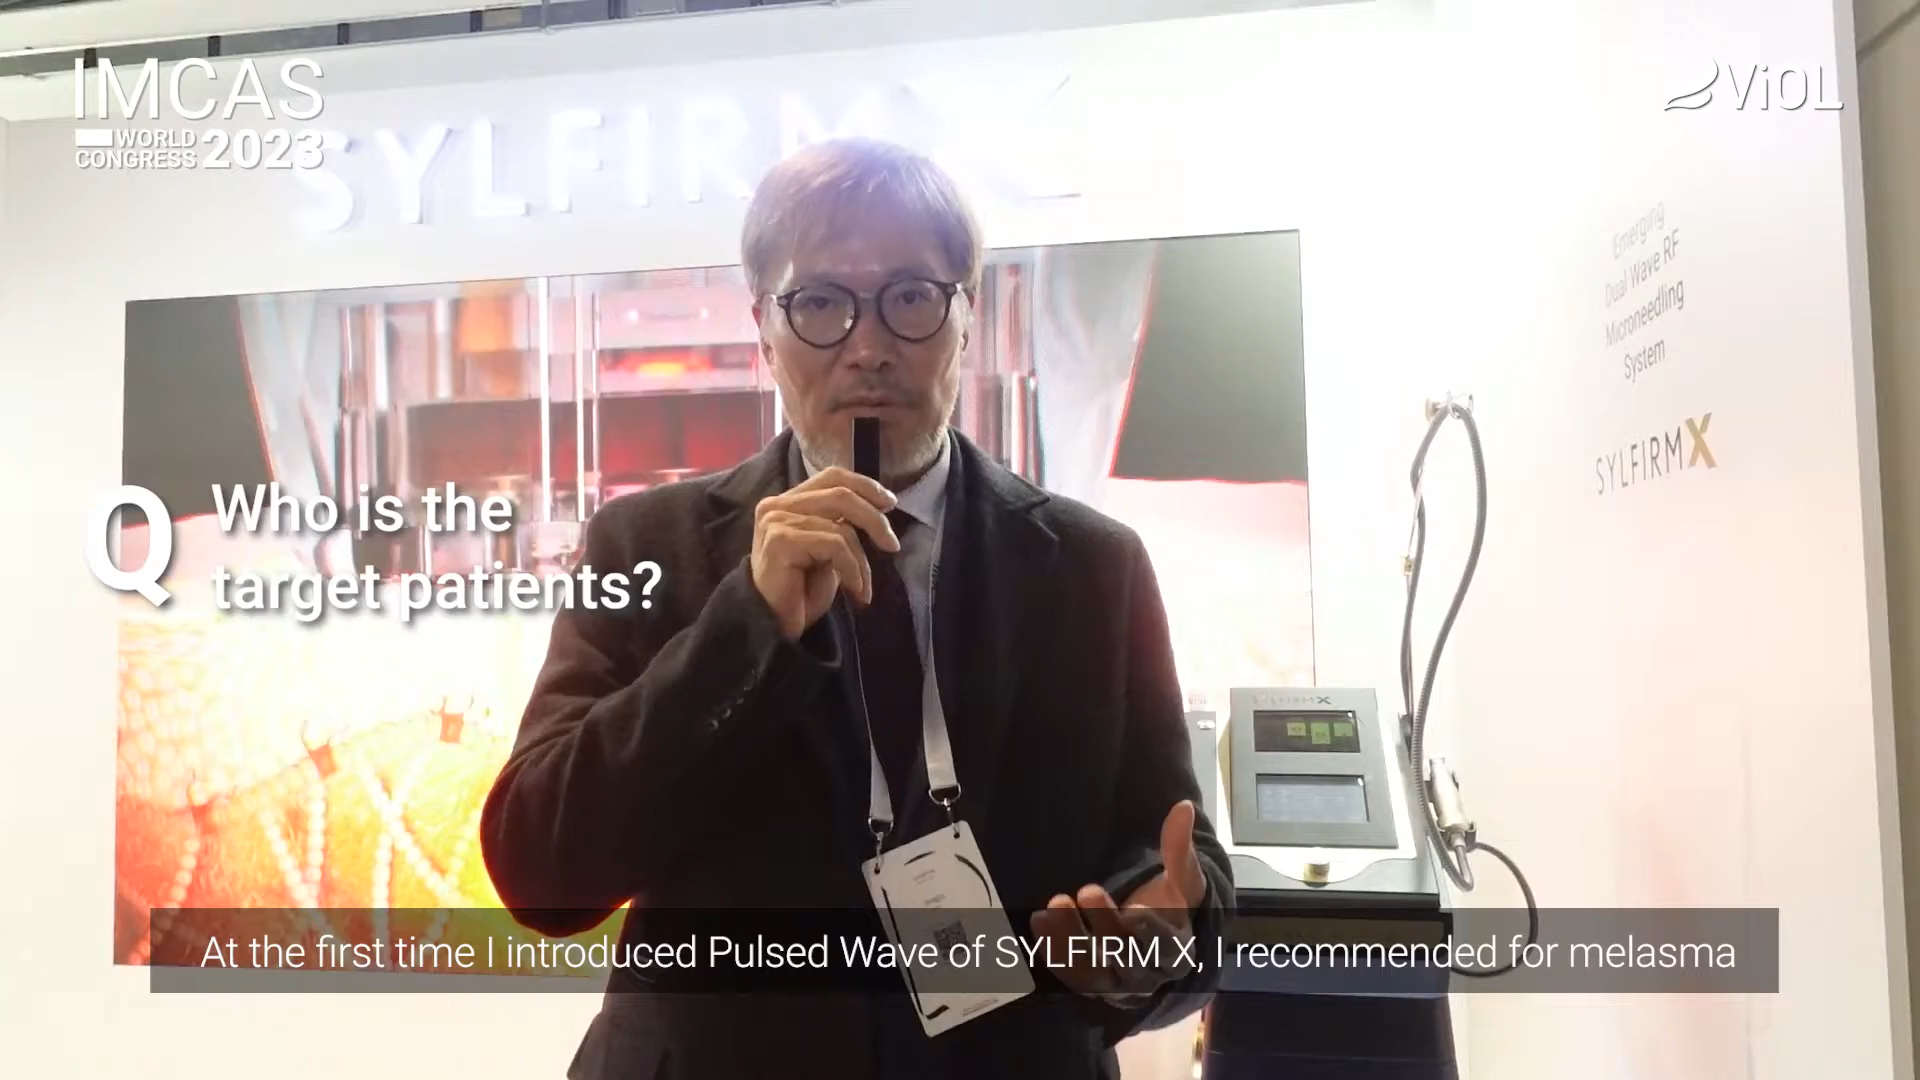 IMCAS
WORLD
CONGRESS 2023
ViOL
SYLFIRM X
Emerging
Dual Wave RF
Microneedling
System
SYLFIRM X
Q Who is the
target patients?
SYLFIRM X
At the first time I introduced Pulsed Wave of SYLFIRM X, I recommended for melasma